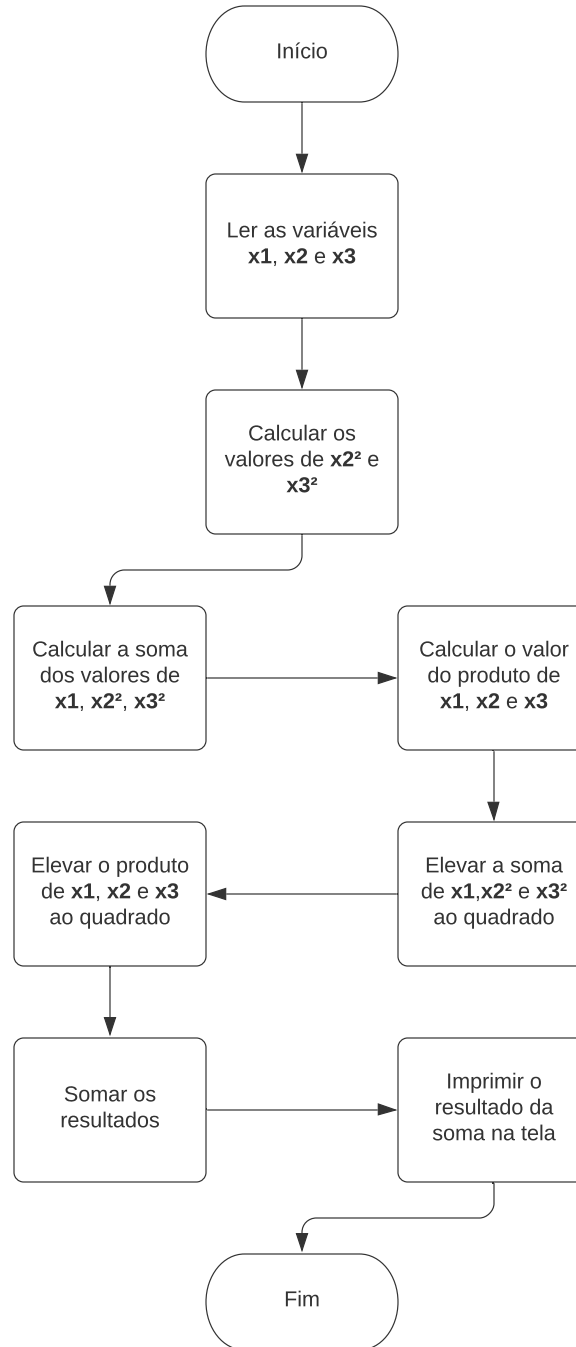 Início
Ler as variáveis
x1, x2 e x3
Calcular os
valores de x2² e
x3²
Calcular a soma
dos valores de
x1, x2², x3²
Calcular o valor
do produto de
x1, x2 e x3
Elevar a soma
de x1,x2² e x3²
ao quadrado
Elevar o produto
de x1, x2 e x3
ao quadrado
Somar os
resultados
Imprimir o
resultado da
soma na tela
Fim